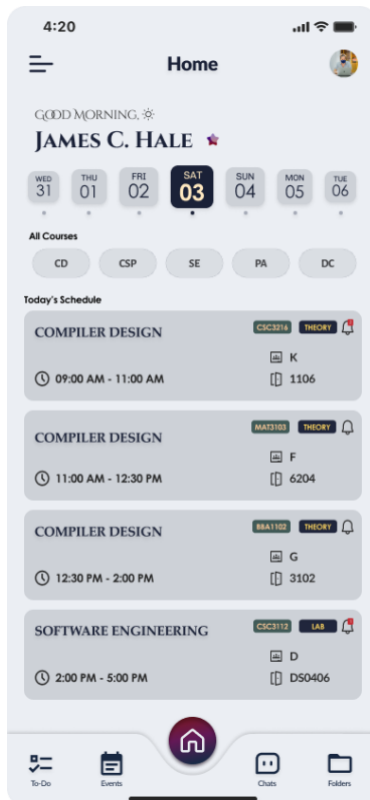 4:20
Home
GOOD MORNING,
JAMES C. HALE
WED THU FRI SAT SUN MON TUE
31 01 02 03 04 05 06
All Courses
CD CSP SE PA DC
Today's Schedule
COMPILER DESIGN CSC3216 THEORY
K
09:00 AM - 11:00 AM 1106
COMPILER DESIGN MAT3103 THEORY
F
11:00 AM - 12:30 PM 6204
COMPILER DESIGN BBA1102 THEORY
G
12:30 PM - 2:00 PM 3102
SOFTWARE ENGINEERING CSC3112 LAB
D
2:00 PM - 5:00 PM DS0406
To-Do Events Chats Folders